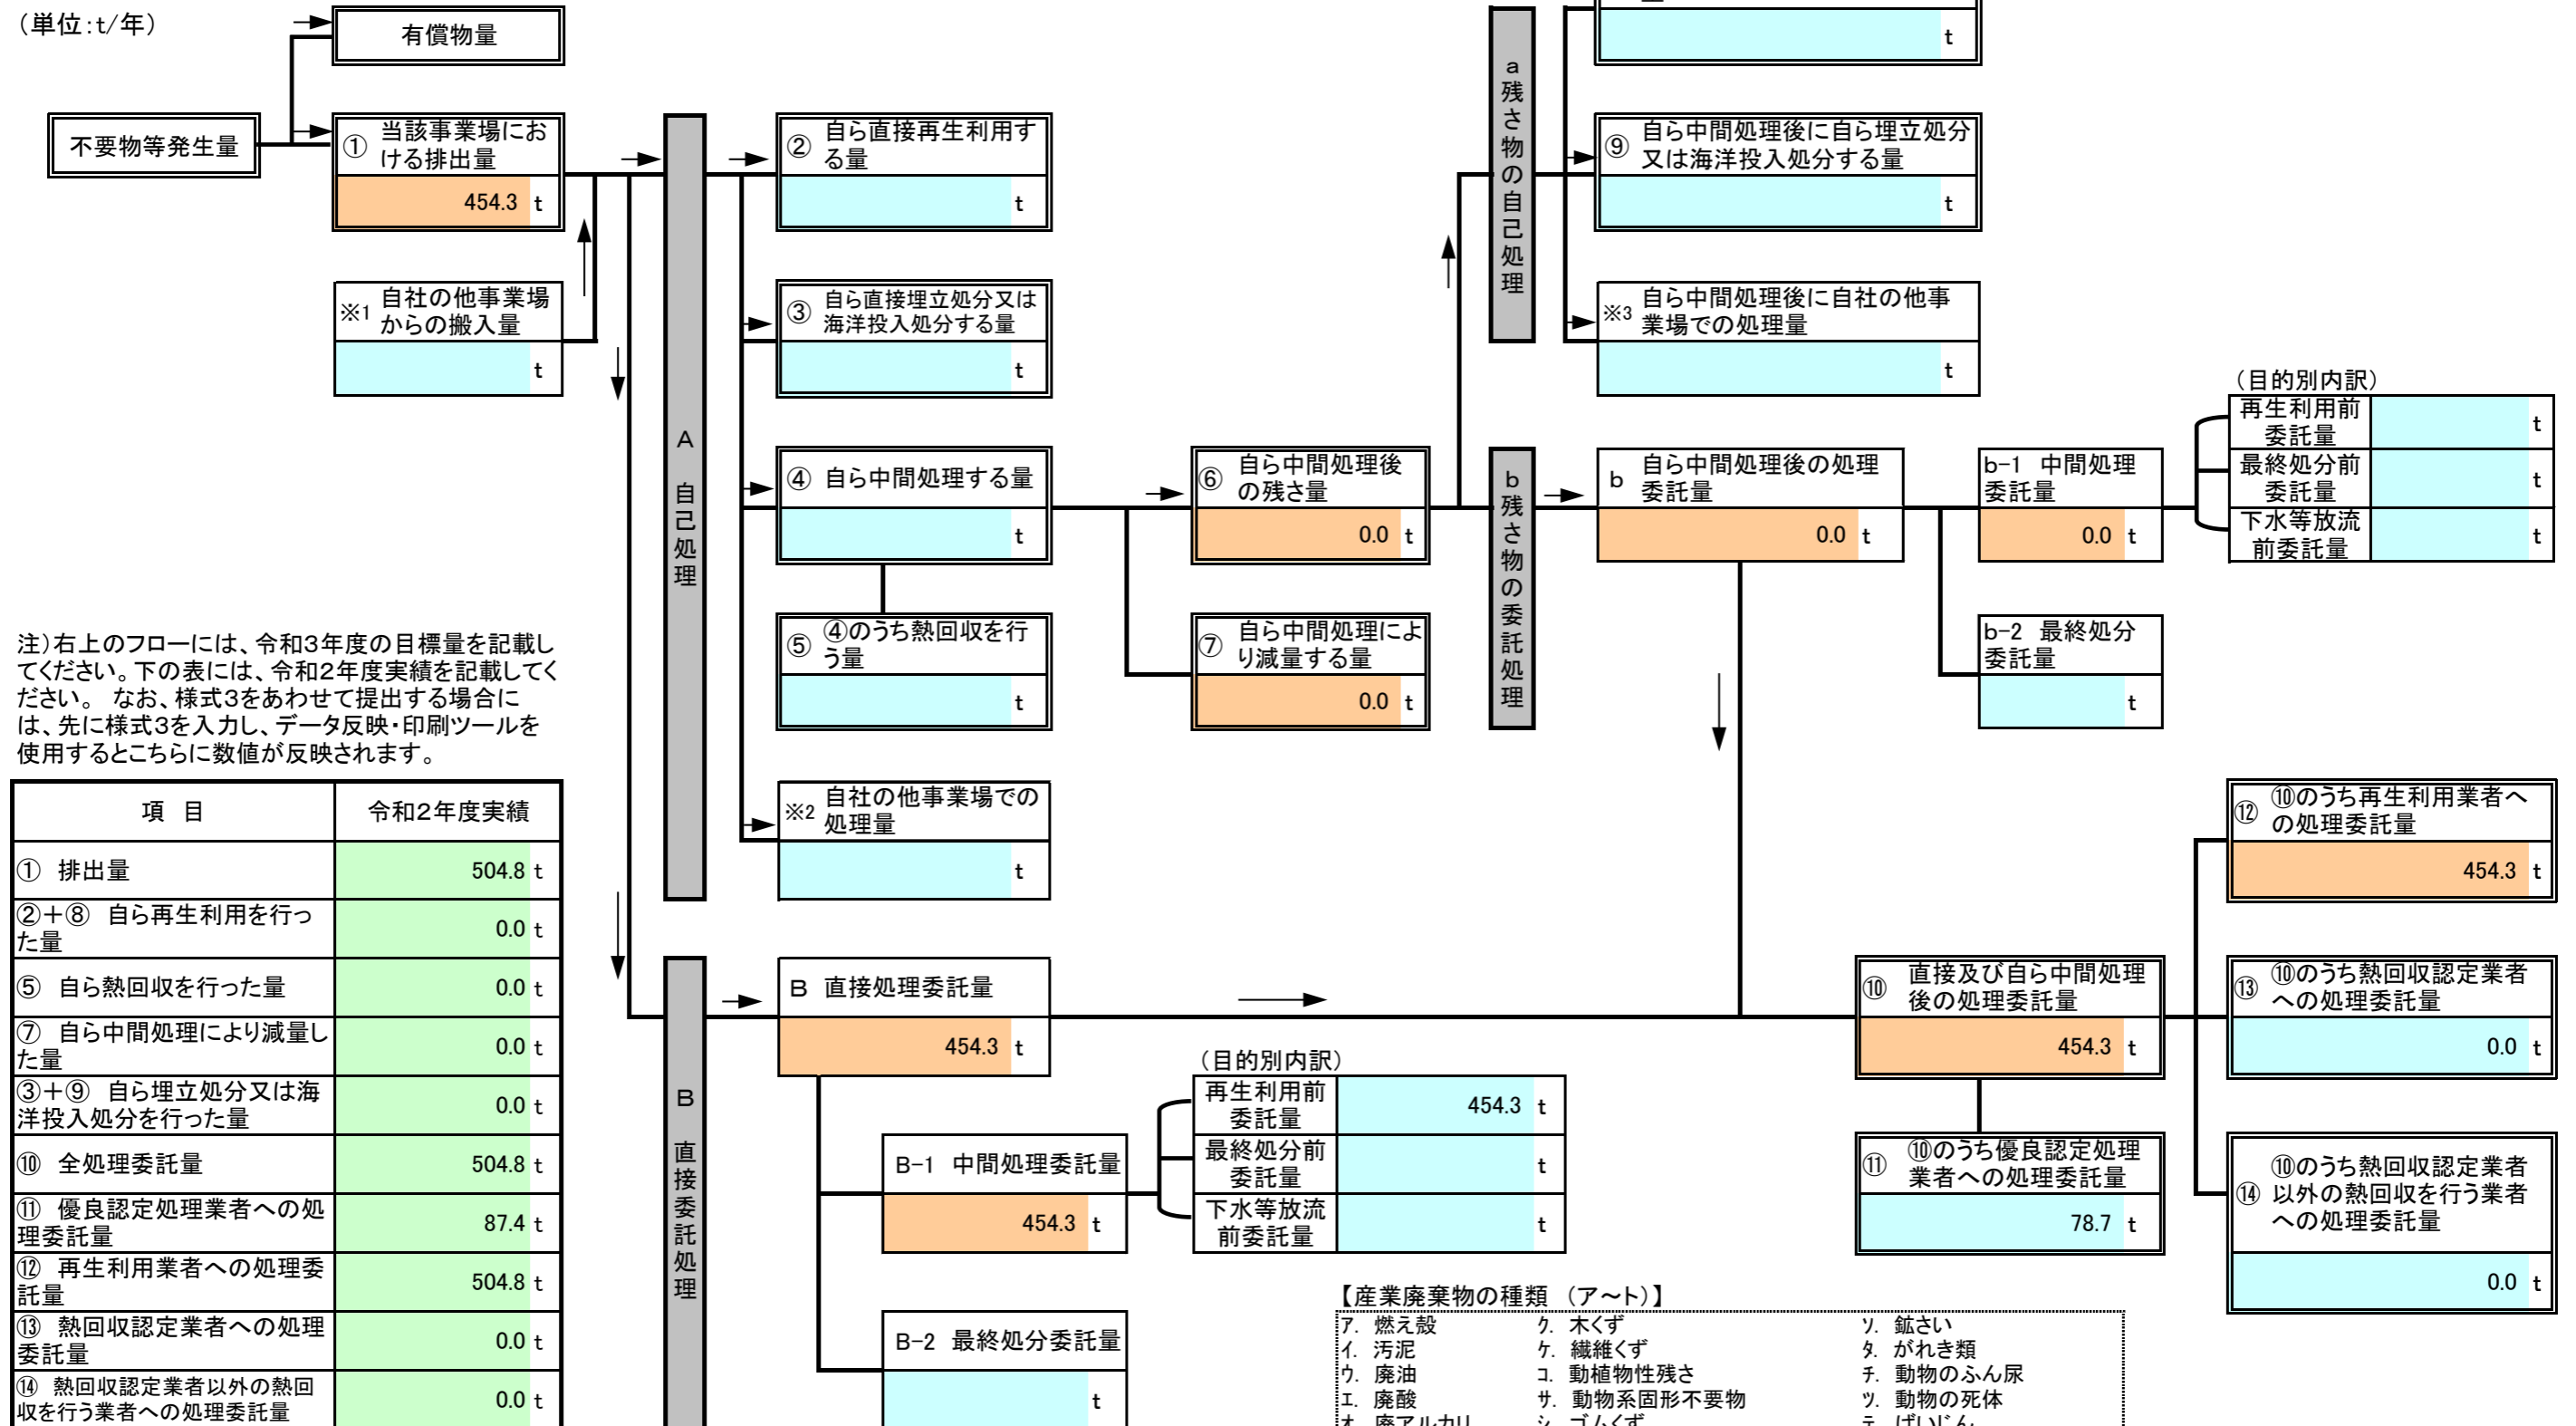 (単位:t/年)
有償物量
不要物等発生量
① 当該事業場にお
ける排出量
454.3 t
※1 自社の他事業場
からの搬入量
t
A 自己処理
② 自ら直接再生利用す
る量
t
③ 自ら直接埋立処分又は
海洋投入処分する量
t
④ 自ら中間処理する量
t
⑤ ④のうち熱回収を行
う量
t
※2 自社の他事業場での
処理量
t
⑥ 自ら中間処理後
の残さ量
0.0 t
⑦ 自ら中間処理によ
り減量する量
0.0 t
a残さ物の自己処理
t
⑨ 自ら中間処理後に自ら埋立処分
又は海洋投入処分する量
t
※3 自ら中間処理後に自社の他事
業場での処理量
t
b残さ物の委託処理
b 自ら中間処理後の処理
委託量
0.0 t
b-1 中間処理
委託量
0.0 t
(目的別内訳)
再生利用前
委託量
t
最終処分前
委託量
t
下水等放流
前委託量
t
b-2 最終処分
委託量
t
注)右上のフローには、令和3年度の目標量を記載し
てください。下の表には、令和2年度実績を記載してく
ださい。 なお、様式3をあわせて提出する場合に
は、先に様式3を入力し、データ反映・印刷ツールを
使用するとこちらに数値が反映されます。
項 目 令和2年度実績
① 排出量 504.8 t
②+⑧ 自ら再生利用を行っ
た量 0.0 t
⑤ 自ら熱回収を行った量 0.0 t
⑦ 自ら中間処理により減量し
た量 0.0 t
③+⑨ 自ら埋立処分又は海
洋投入処分を行った量 0.0 t
⑩ 全処理委託量 504.8 t
⑪ 優良認定処理業者への処
理委託量 87.4 t
⑫ 再生利用業者への処理委
託量 504.8 t
⑬ 熱回収認定業者への処理
委託量 0.0 t
⑭ 熱回収認定業者以外の熱回
収を行う業者への処理委託量 0.0 t
B 直接委託処理
B 直接処理委託量
454.3 t
B-1 中間処理委託量
454.3 t
(目的別内訳)
再生利用前
委託量
454.3 t
最終処分前
委託量
t
下水等放流
前委託量
t
B-2 最終処分委託量
t
⑩ 直接及び自ら中間処理
後の処理委託量
454.3 t
⑪ ⑩のうち優良認定処理
業者への処理委託量
78.7 t
⑫ ⑩のうち再生利用業者へ
の処理委託量
454.3 t
⑬ ⑩のうち熱回収認定業者
への処理委託量
0.0 t
⑭ ⑩のうち熱回収認定業者
以外の熱回収を行う業者
への処理委託量
0.0 t
【産業廃棄物の種類 (ア~ト)】
ア. 燃え殻 ク. 木くず ソ. 鉱さい
イ. 汚泥 ケ. 繊維くず タ. がれき類
ウ. 廃油 コ. 動植物性残さ チ. 動物のふん尿
エ. 廃酸 サ. 動物系固形不要物 ツ. 動物の死体
オ. 廃アルカリ シ. ゴムくず テ. ばいじん